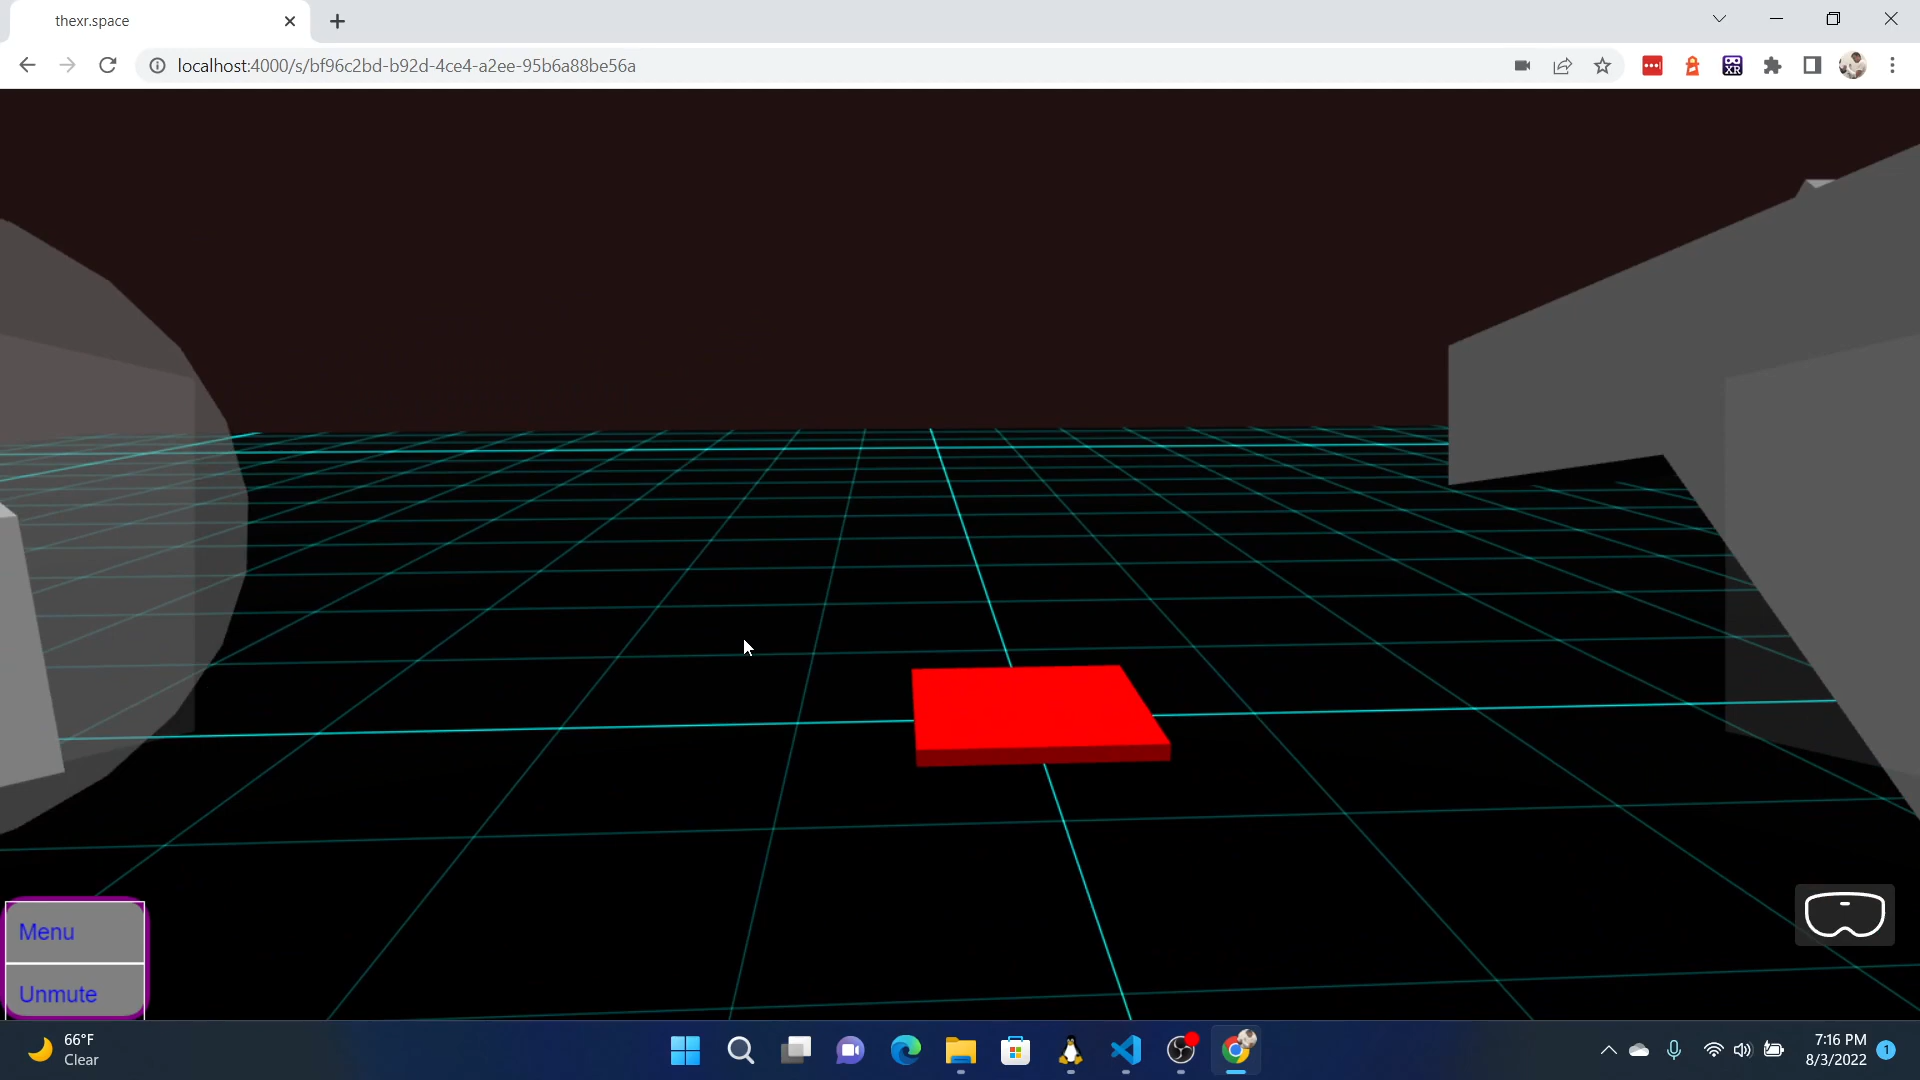 thexr.space
localhost:4000/s/bf96c2bd-b92d-4ce4-a2ee-95b6a88be56a
XR
Menu
Unmute
66°F
Clear
7:16 PM
8/3/2022
1